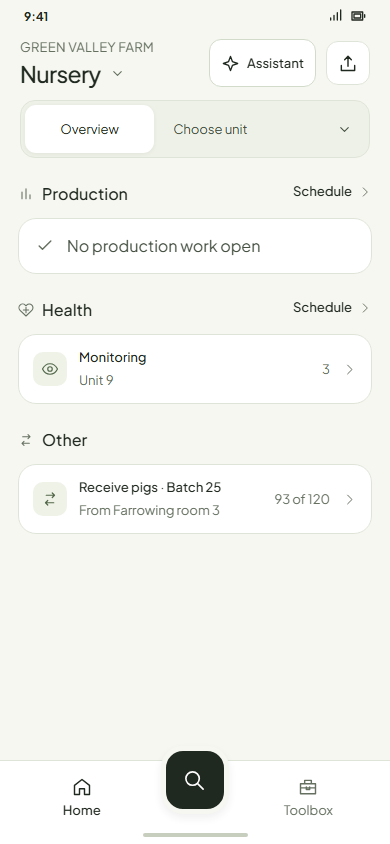 9:41
GREEN VALLEY FARM
Nursery
Assistant
Overview
Choose unit
Production
Schedule
No production work open
Health
Schedule
Monitoring
Unit 9
3
Other
Receive pigs · Batch 25
From Farrowing room 3
93 of 120
Home
Toolbox